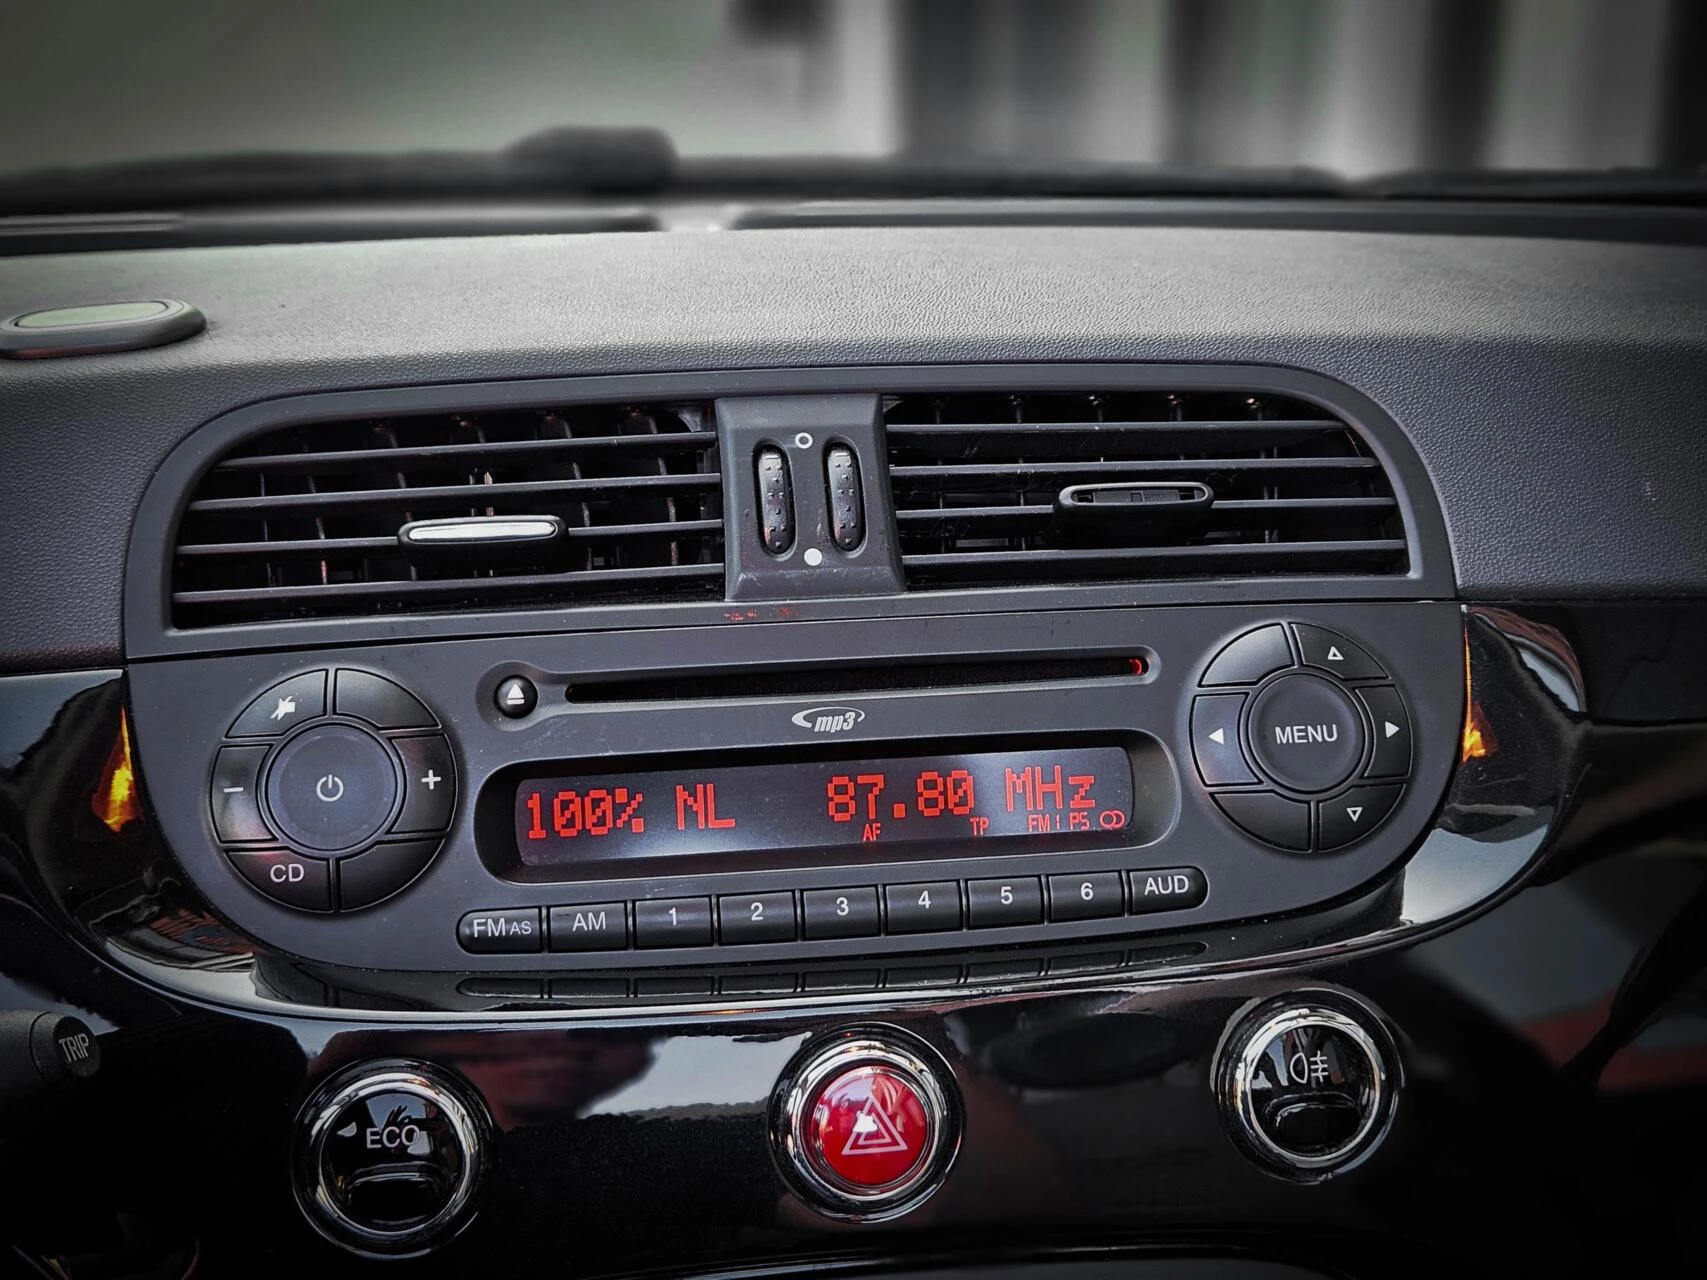 mp3
MENU
100% NL 87.80 MHz
AF TP FM1 P5
CD
FM AS AM 1 2 3 4 5 6 AUD
TRIP
ECO